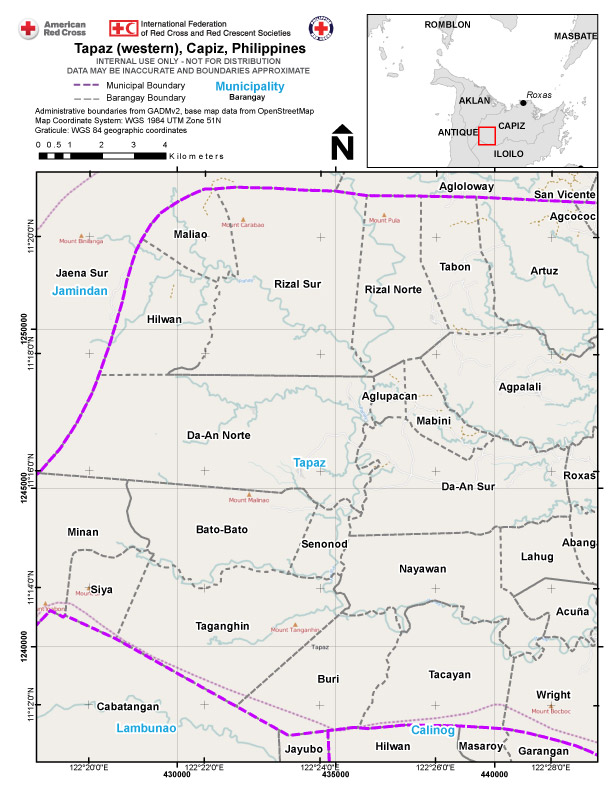 American
Red Cross
International Federation
of Red Cross and Red Crescent Societies
Tapaz (western), Capiz, Philippines
INTERNAL USE ONLY - NOT FOR DISTRIBUTION
DATA MAY BE INACCURATE AND BOUNDARIES APPROXIMATE
Municipal Boundary
Municipality
Barangay Boundary
Barangay
Administrative boundaries from GADMv2, base map data from OpenStreetMap
Map Coordinate System: WGS 1984 UTM Zone 51N
Graticule: WGS 84 geographic coordinates
0 0.5 1 2 3 4
Kilometers
N
ROMBLON
MASBATE
Roxas
AKLAN
CAPIZ
ANTIQUE
ILOILO
Agloloway
San Vicente
Agcococ
Mount Carabao
Mount Pula
Maliao
Mount Binanga
11°20'0"N
Jaena Sur
Tabon
Artuz
Rizal Sur
Rizal Norte
Jamindan
Hilwan
1250000
11°18'0"N
Agpalali
Aglupacan
Mabini
Da-An Norte
Tapaz
11°16'0"N
Roxas
Da-An Sur
1245000
Mount Malinao
Minan
Bato-Bato
Senonod
Abang
Lahug
Nayawan
11°14'0"N
Siya
Acuña
Taganghin
Mount Tanganhin
Tapaz
1240000
Buri
Tacayan
Wright
11°12'0"N
Cabatangan
Mount Bocboc
Lambunao
Calinog
Jayubo
Hilwan
Masaroy
Garangan
122°20'0"E
122°22'0"E
122°24'0"E
122°26'0"E
122°28'0"E
430000
435000
440000